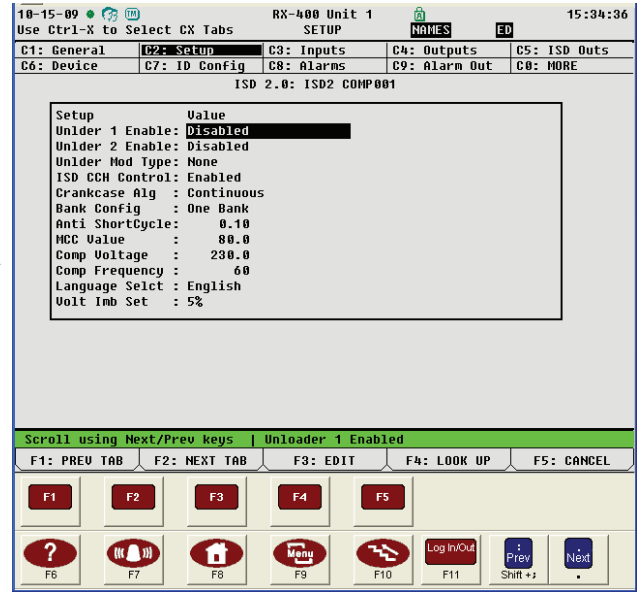 10-15-09 RX-400 Unit 1 15:34:36
Use Ctrl-X to Select CX Tabs SETUP NAMES ED
C1: General C2: Setup C3: Inputs C4: Outputs C5: ISD Outs
C6: Device C7: ID Config C8: Alarms C9: Alarm Out C0: MORE
ISD 2.0: ISD2 COMP001
Setup Value
Unlder 1 Enable: Disabled
Unlder 2 Enable: Disabled
Unlder Mod Type: None
ISD CCH Control: Enabled
Crankcase Alg : Continuous
Bank Config : One Bank
Anti ShortCycle: 0.10
MCC Value : 80.0
Comp Voltage : 230.0
Comp Frequency : 60
Language Selct : English
Volt Imb Set : 5%
Scroll using Next/Prev keys | Unloader 1 Enabled
F1: PREV TAB F2: NEXT TAB F3: EDIT F4: LOOK UP F5: CANCEL
F1 F2 F3 F4 F5
? Menu Log In/Out : Prev . Next
F6 F7 F8 F9 F10 F11 Shift +; .